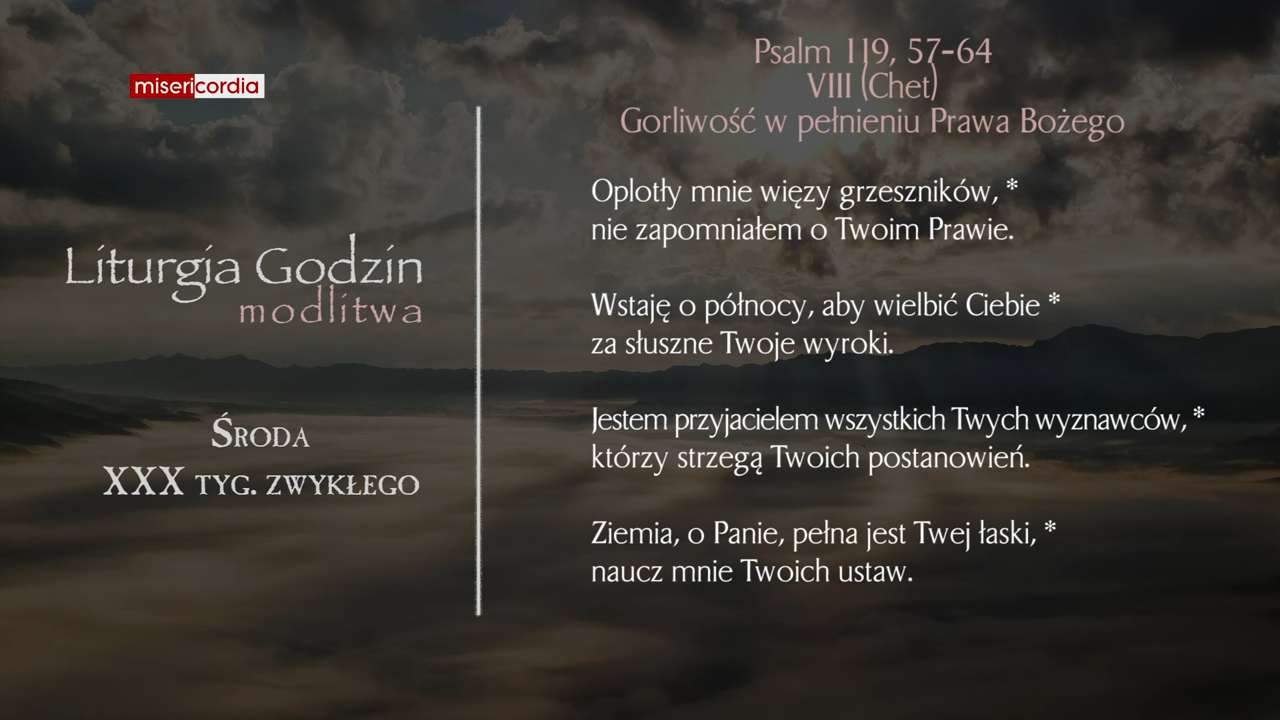 misericordia
Liturgia Godzin
modlitwa
Środa
XXX tyg. zwykłego
Psalm 119, 57-64
VIII (Chet)
Gorliwość w pełnieniu Prawa Bożego
Oplotły mnie więzy grzeszników, *
nie zapomniałem o Twoim Prawie.
Wstaję o północy, aby wielbić Ciebie *
za słuszne Twoje wyroki.
Jestem przyjacielem wszystkich Twych wyznawców, *
którzy strzegą Twoich postanowień.
Ziemia, o Panie, pełna jest Twej łaski, *
naucz mnie Twoich ustaw.